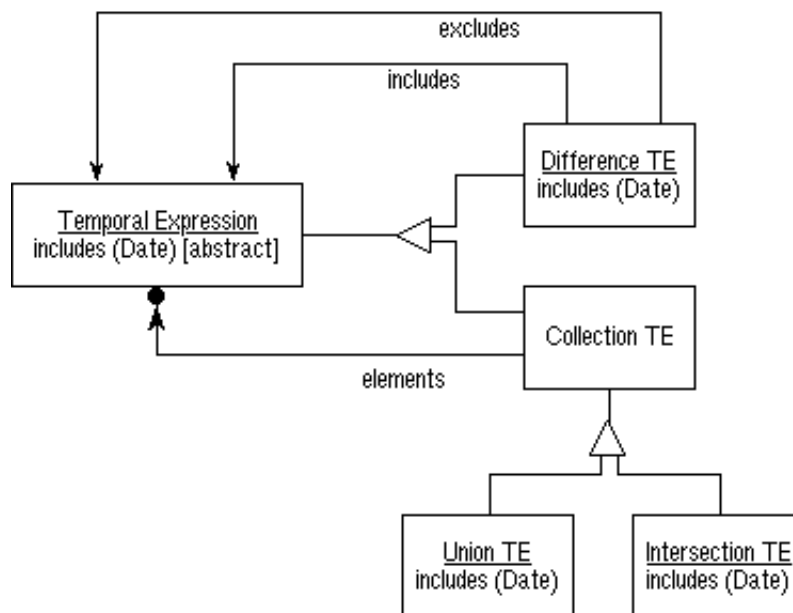 excludes
includes
Difference TE
includes (Date)
Temporal Expression
includes (Date) [abstract]
Collection TE
elements
Union TE
includes (Date)
Intersection TE
includes (Date)